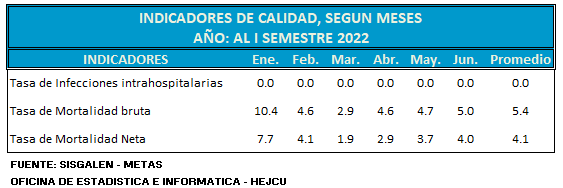 INDICADORES DE CALIDAD, SEGUN MESES
AÑO: AL I SEMESTRE 2022
INDICADORES Ene. Feb. Mar. Abr. May. Jun. Promedio
Tasa de Infecciones intrahospitalarias 0.0 0.0 0.0 0.0 0.0 0.0 0.0
Tasa de Mortalidad bruta 10.4 4.6 2.9 4.6 4.7 5.0 5.4
Tasa de Mortalidad Neta 7.7 4.1 1.9 2.9 3.7 4.0 4.1
FUENTE: SISGALEN - METAS
OFICINA DE ESTADISTICA E INFORMATICA - HEJCU